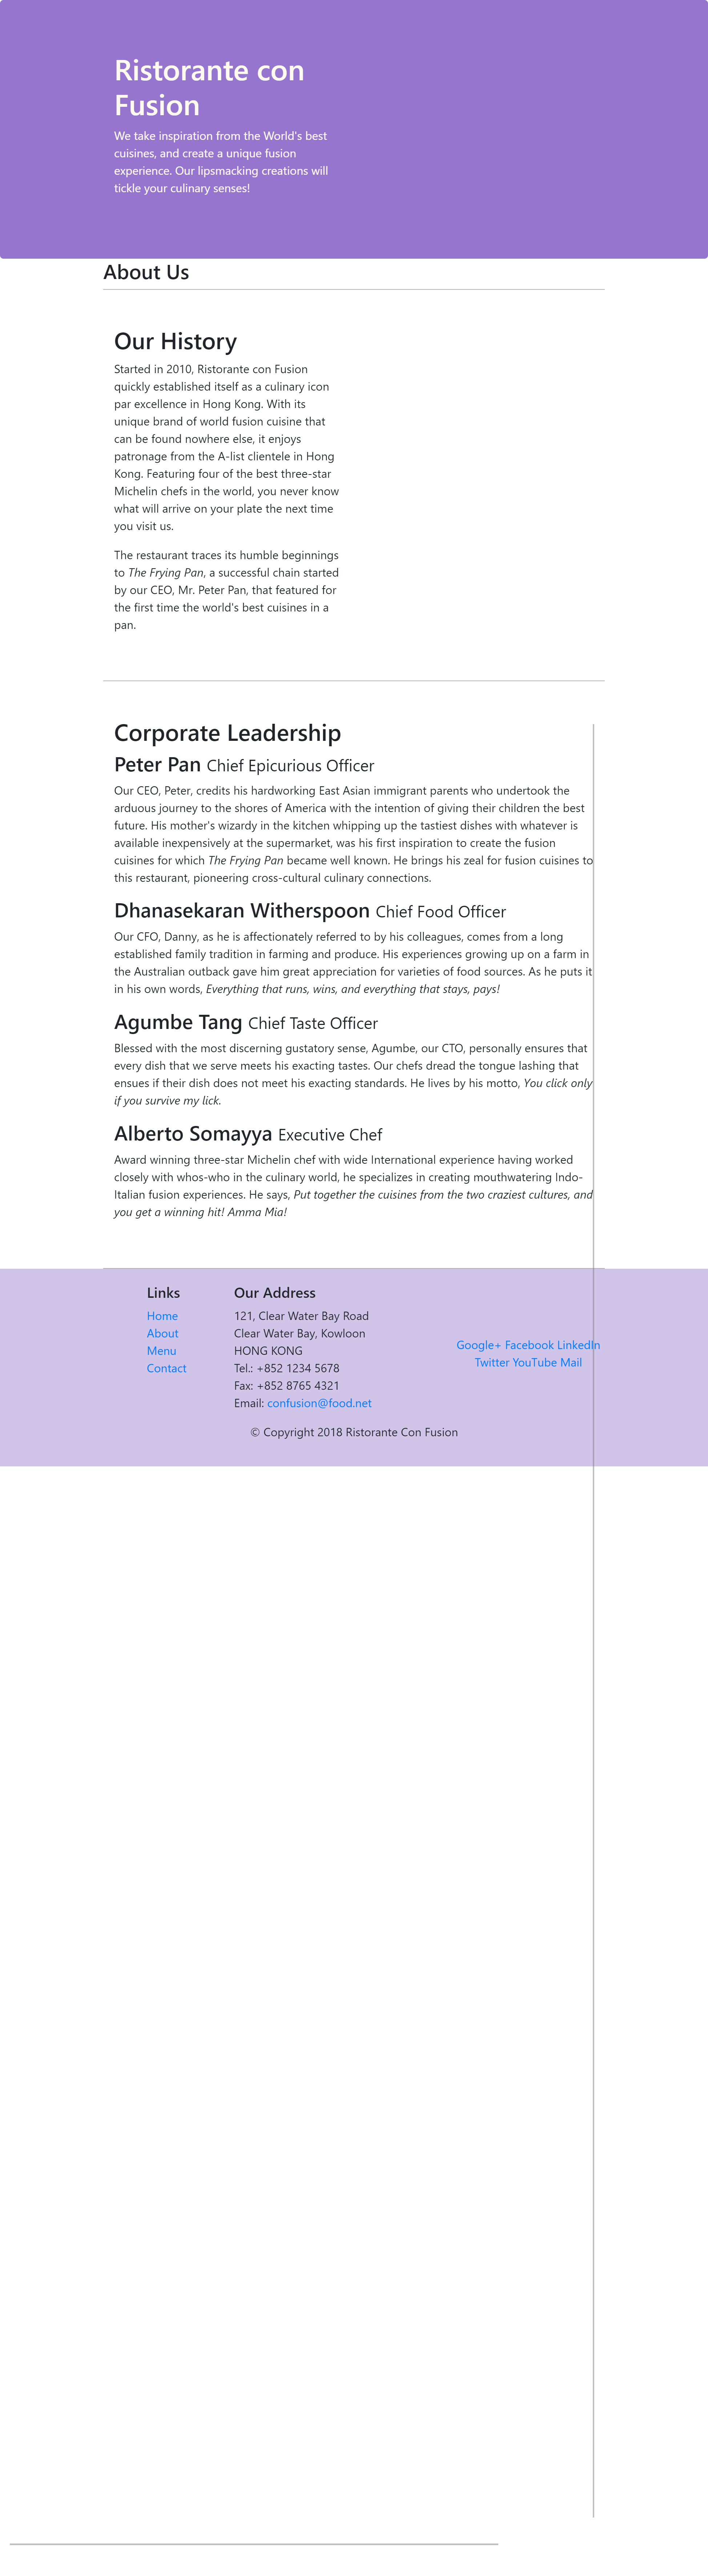 Ristorante con
Fusion
We take inspiration from the World's best
cuisines, and create a unique fusion
experience. Our lipsmacking creations will
tickle your culinary senses!
About Us
Our History
Started in 2010, Ristorante con Fusion
quickly established itself as a culinary icon
par excellence in Hong Kong. With its
unique brand of world fusion cuisine that
can be found nowhere else, it enjoys
patronage from the A-list clientele in Hong
Kong. Featuring four of the best three-star
Michelin chefs in the world, you never know
what will arrive on your plate the next time
you visit us.
The restaurant traces its humble beginnings
to The Frying Pan, a successful chain started
by our CEO, Mr. Peter Pan, that featured for
the first time the world's best cuisines in a
pan.
Corporate Leadership
Peter Pan Chief Epicurious Officer
Our CEO, Peter, credits his hardworking East Asian immigrant parents who undertook the
arduous journey to the shores of America with the intention of giving their children the best
future. His mother's wizardy in the kitchen whipping up the tastiest dishes with whatever is
available inexpensively at the supermarket, was his first inspiration to create the fusion
cuisines for which The Frying Pan became well known. He brings his zeal for fusion cuisines to
this restaurant, pioneering cross-cultural culinary connections.
Dhanasekaran Witherspoon Chief Food Officer
Our CFO, Danny, as he is affectionately referred to by his colleagues, comes from a long
established family tradition in farming and produce. His experiences growing up on a farm in
the Australian outback gave him great appreciation for varieties of food sources. As he puts it
in his own words, Everything that runs, wins, and everything that stays, pays!
Agumbe Tang Chief Taste Officer
Blessed with the most discerning gustatory sense, Agumbe, our CTO, personally ensures that
every dish that we serve meets his exacting tastes. Our chefs dread the tongue lashing that
ensues if their dish does not meet his exacting standards. He lives by his motto, You click only
if you survive my lick.
Alberto Somayya Executive Chef
Award winning three-star Michelin chef with wide International experience having worked
closely with whos-who in the culinary world, he specializes in creating mouthwatering Indo-
Italian fusion experiences. He says, Put together the cuisines from the two craziest cultures, and
you get a winning hit! Amma Mia!
Links
Home
About
Menu
Contact
Our Address
121, Clear Water Bay Road
Clear Water Bay, Kowloon
HONG KONG
Tel.: +852 1234 5678
Fax: +852 8765 4321
Email: confusion@food.net
Google+ Facebook LinkedIn
Twitter YouTube Mail
© Copyright 2018 Ristorante Con Fusion